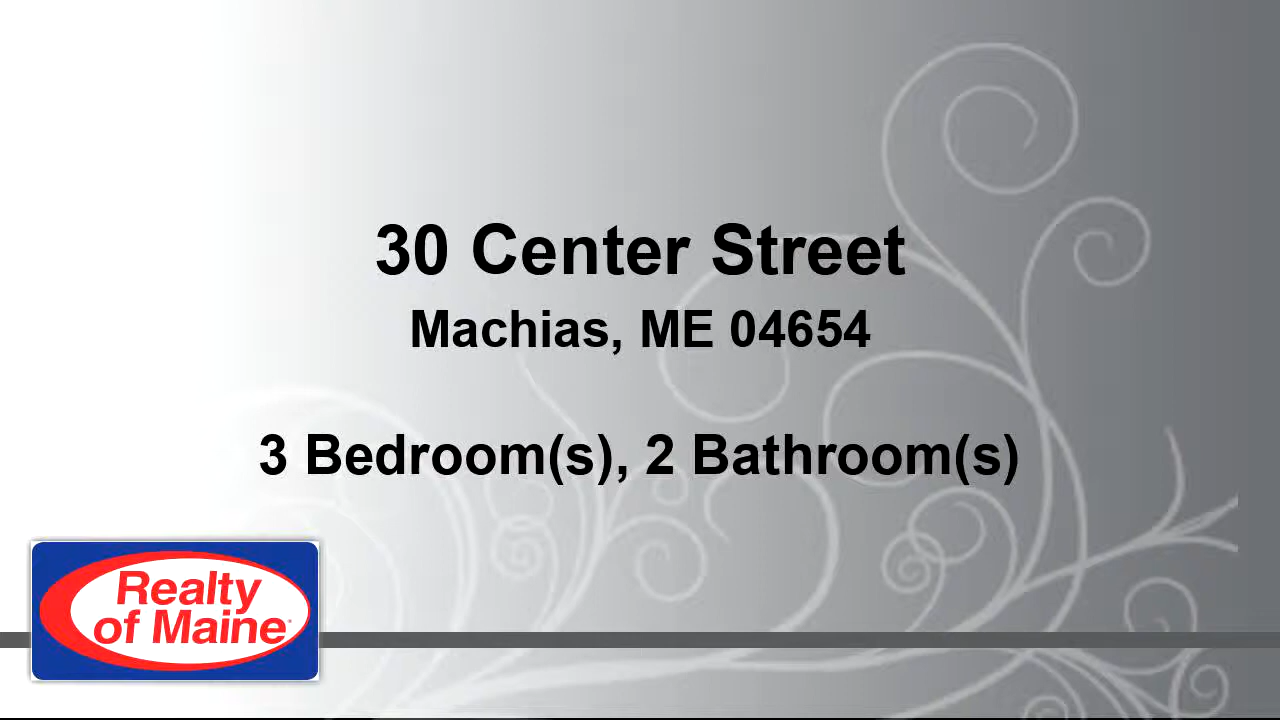 30 Center Street
Machias, ME 04654
3 Bedroom(s), 2 Bathroom(s)
Realty
of Maine